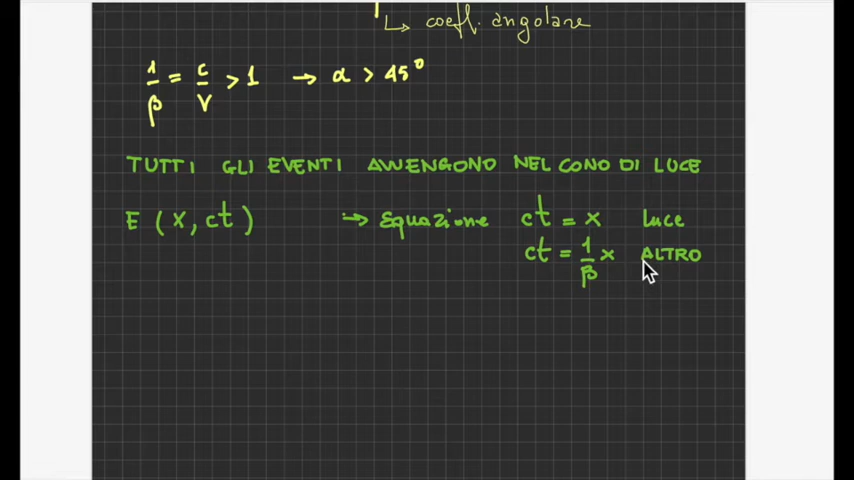 ↳ coeff. angolare
1/β = c/V > 1 → α > 45°
TUTTI GLI EVENTI AVVENGONO NEL CONO DI LUCE
E (x, ct) → Equazione ct = x luce
ct = 1/β x ALTRO